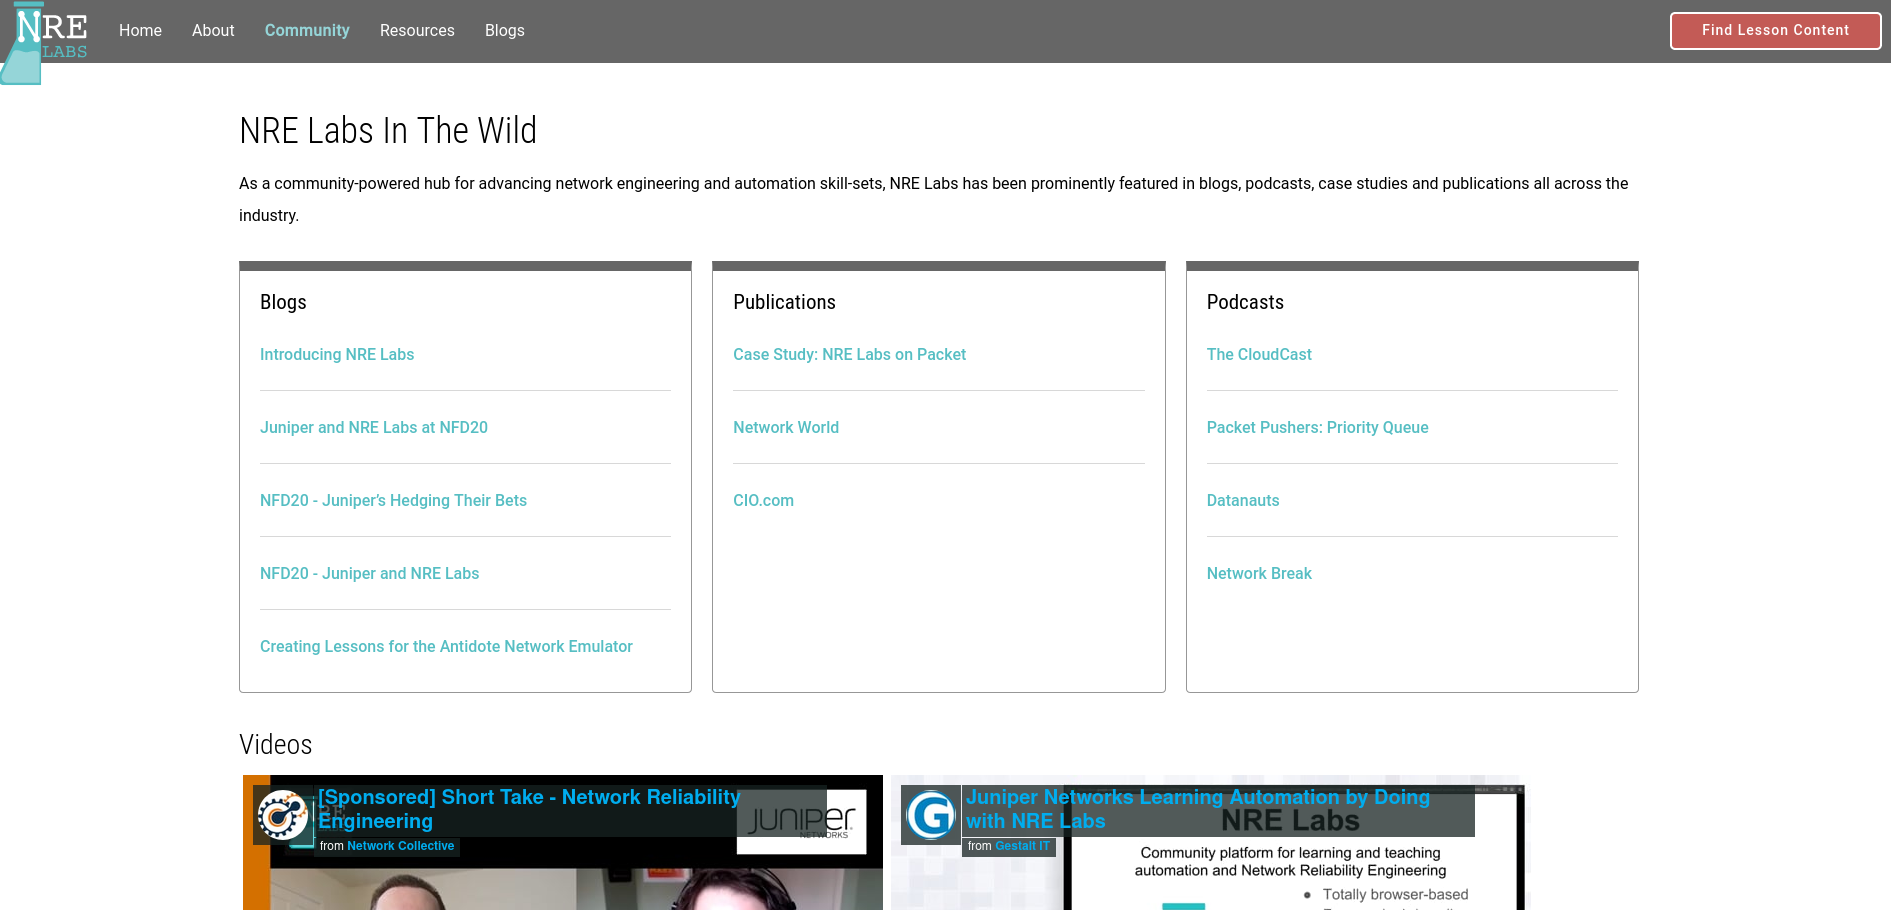 NRE
LABS
Home
About
Community
Resources
Blogs
Find Lesson Content
NRE Labs In The Wild
As a community-powered hub for advancing network engineering and automation skill-sets, NRE Labs has been prominently featured in blogs, podcasts, case studies and publications all across the
industry.
Blogs
Introducing NRE Labs
Juniper and NRE Labs at NFD20
NFD20 - Juniper’s Hedging Their Bets
NFD20 - Juniper and NRE Labs
Creating Lessons for the Antidote Network Emulator
Publications
Case Study: NRE Labs on Packet
Network World
CIO.com
Podcasts
The CloudCast
Packet Pushers: Priority Queue
Datanauts
Network Break
Videos
[Sponsored] Short Take - Network Reliability
Engineering
from Network Collective
JUNIPER
NETWORKS
Juniper Networks Learning Automation by Doing
with NRE Labs
from Gestalt IT
NRE Labs
Community platform for learning and teaching
automation and Network Reliability Engineering
• Totally browser-based